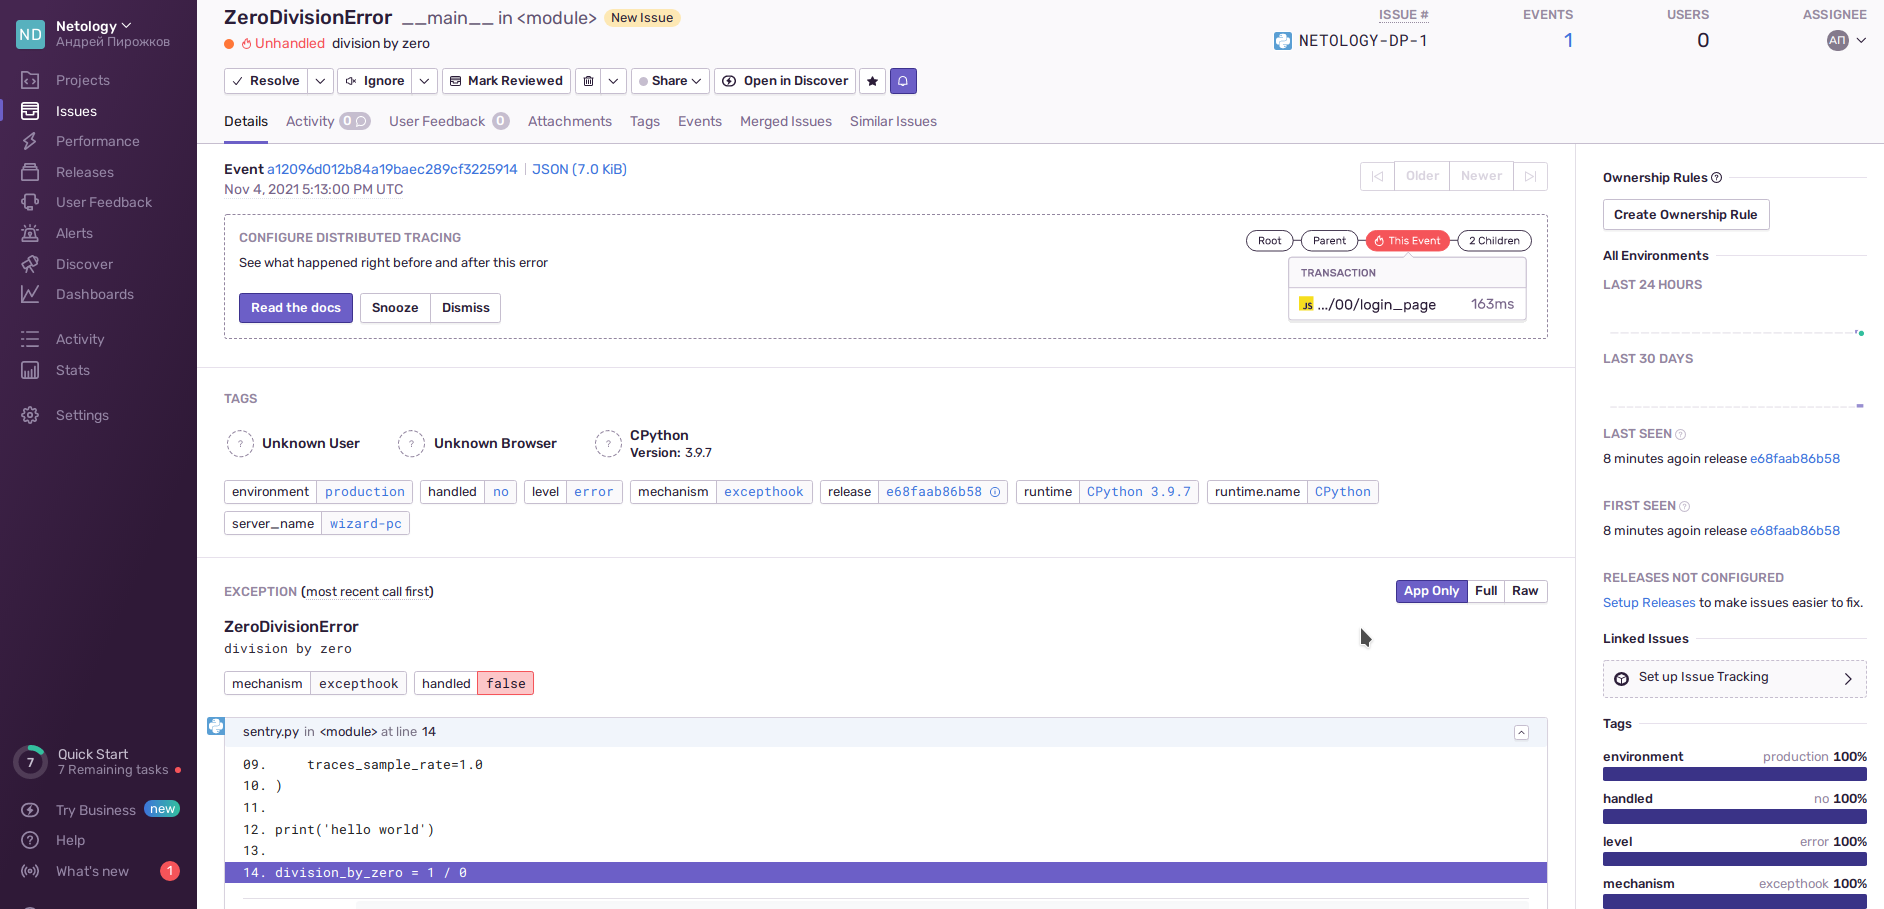 ND
Netology
Андрей Пирожков
Projects
Issues
Performance
Releases
User Feedback
Alerts
Discover
Dashboards
Activity
Stats
Settings
7
Quick Start
7 Remaining tasks
Try Business new
Help
What's new 1
ZeroDivisionError __main__ in <module> New Issue
Unhandled division by zero
ISSUE # EVENTS USERS ASSIGNEE
NETOLOGY-DP-1 1 0 АП
Resolve Ignore Mark Reviewed Share Open in Discover
Details Activity 0 User Feedback 0 Attachments Tags Events Merged Issues Similar Issues
Event a12096d012b84a19baec289cf3225914 JSON (7.0 KiB)
Nov 4, 2021 5:13:00 PM UTC
Older Newer
CONFIGURE DISTRIBUTED TRACING
See what happened right before and after this error
Read the docs Snooze Dismiss
Root Parent This Event 2 Children
TRANSACTION
JS .../00/login_page 163ms
TAGS
? Unknown User ? Unknown Browser ? CPython
Version: 3.9.7
environment production handled no level error mechanism excepthook release e68faab86b58 runtime CPython 3.9.7 runtime.name CPython
server_name wizard-pc
EXCEPTION (most recent call first)
App Only Full Raw
ZeroDivisionError
division by zero
mechanism excepthook handled false
sentry.py in <module> at line 14
09. traces_sample_rate=1.0
10. )
11.
12. print('hello world')
13.
14. division_by_zero = 1 / 0
Ownership Rules ?
Create Ownership Rule
All Environments
LAST 24 HOURS
LAST 30 DAYS
LAST SEEN ?
8 minutes agoin release e68faab86b58
FIRST SEEN ?
8 minutes agoin release e68faab86b58
RELEASES NOT CONFIGURED
Setup Releases to make issues easier to fix.
Linked Issues
Set up Issue Tracking
Tags
environment production 100%
handled no 100%
level error 100%
mechanism excepthook 100%